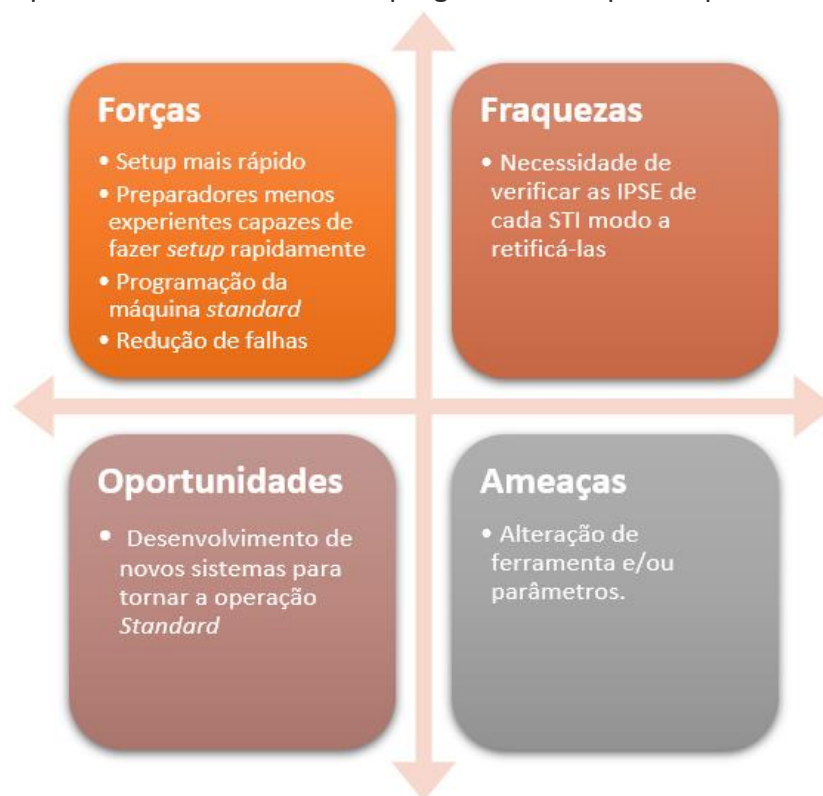 Forças
• Setup mais rápido
• Preparadores menos
experientes capazes de
fazer setup rapidamente
• Programação da
máquina standard
• Redução de falhas
Fraquezas
• Necessidade de
verificar as IPSE de
cada STI modo a
retificá-las
Oportunidades
• Desenvolvimento de
novos sistemas para
tornar a operação
Standard
Ameaças
• Alteração de
ferramenta e/ou
parâmetros.